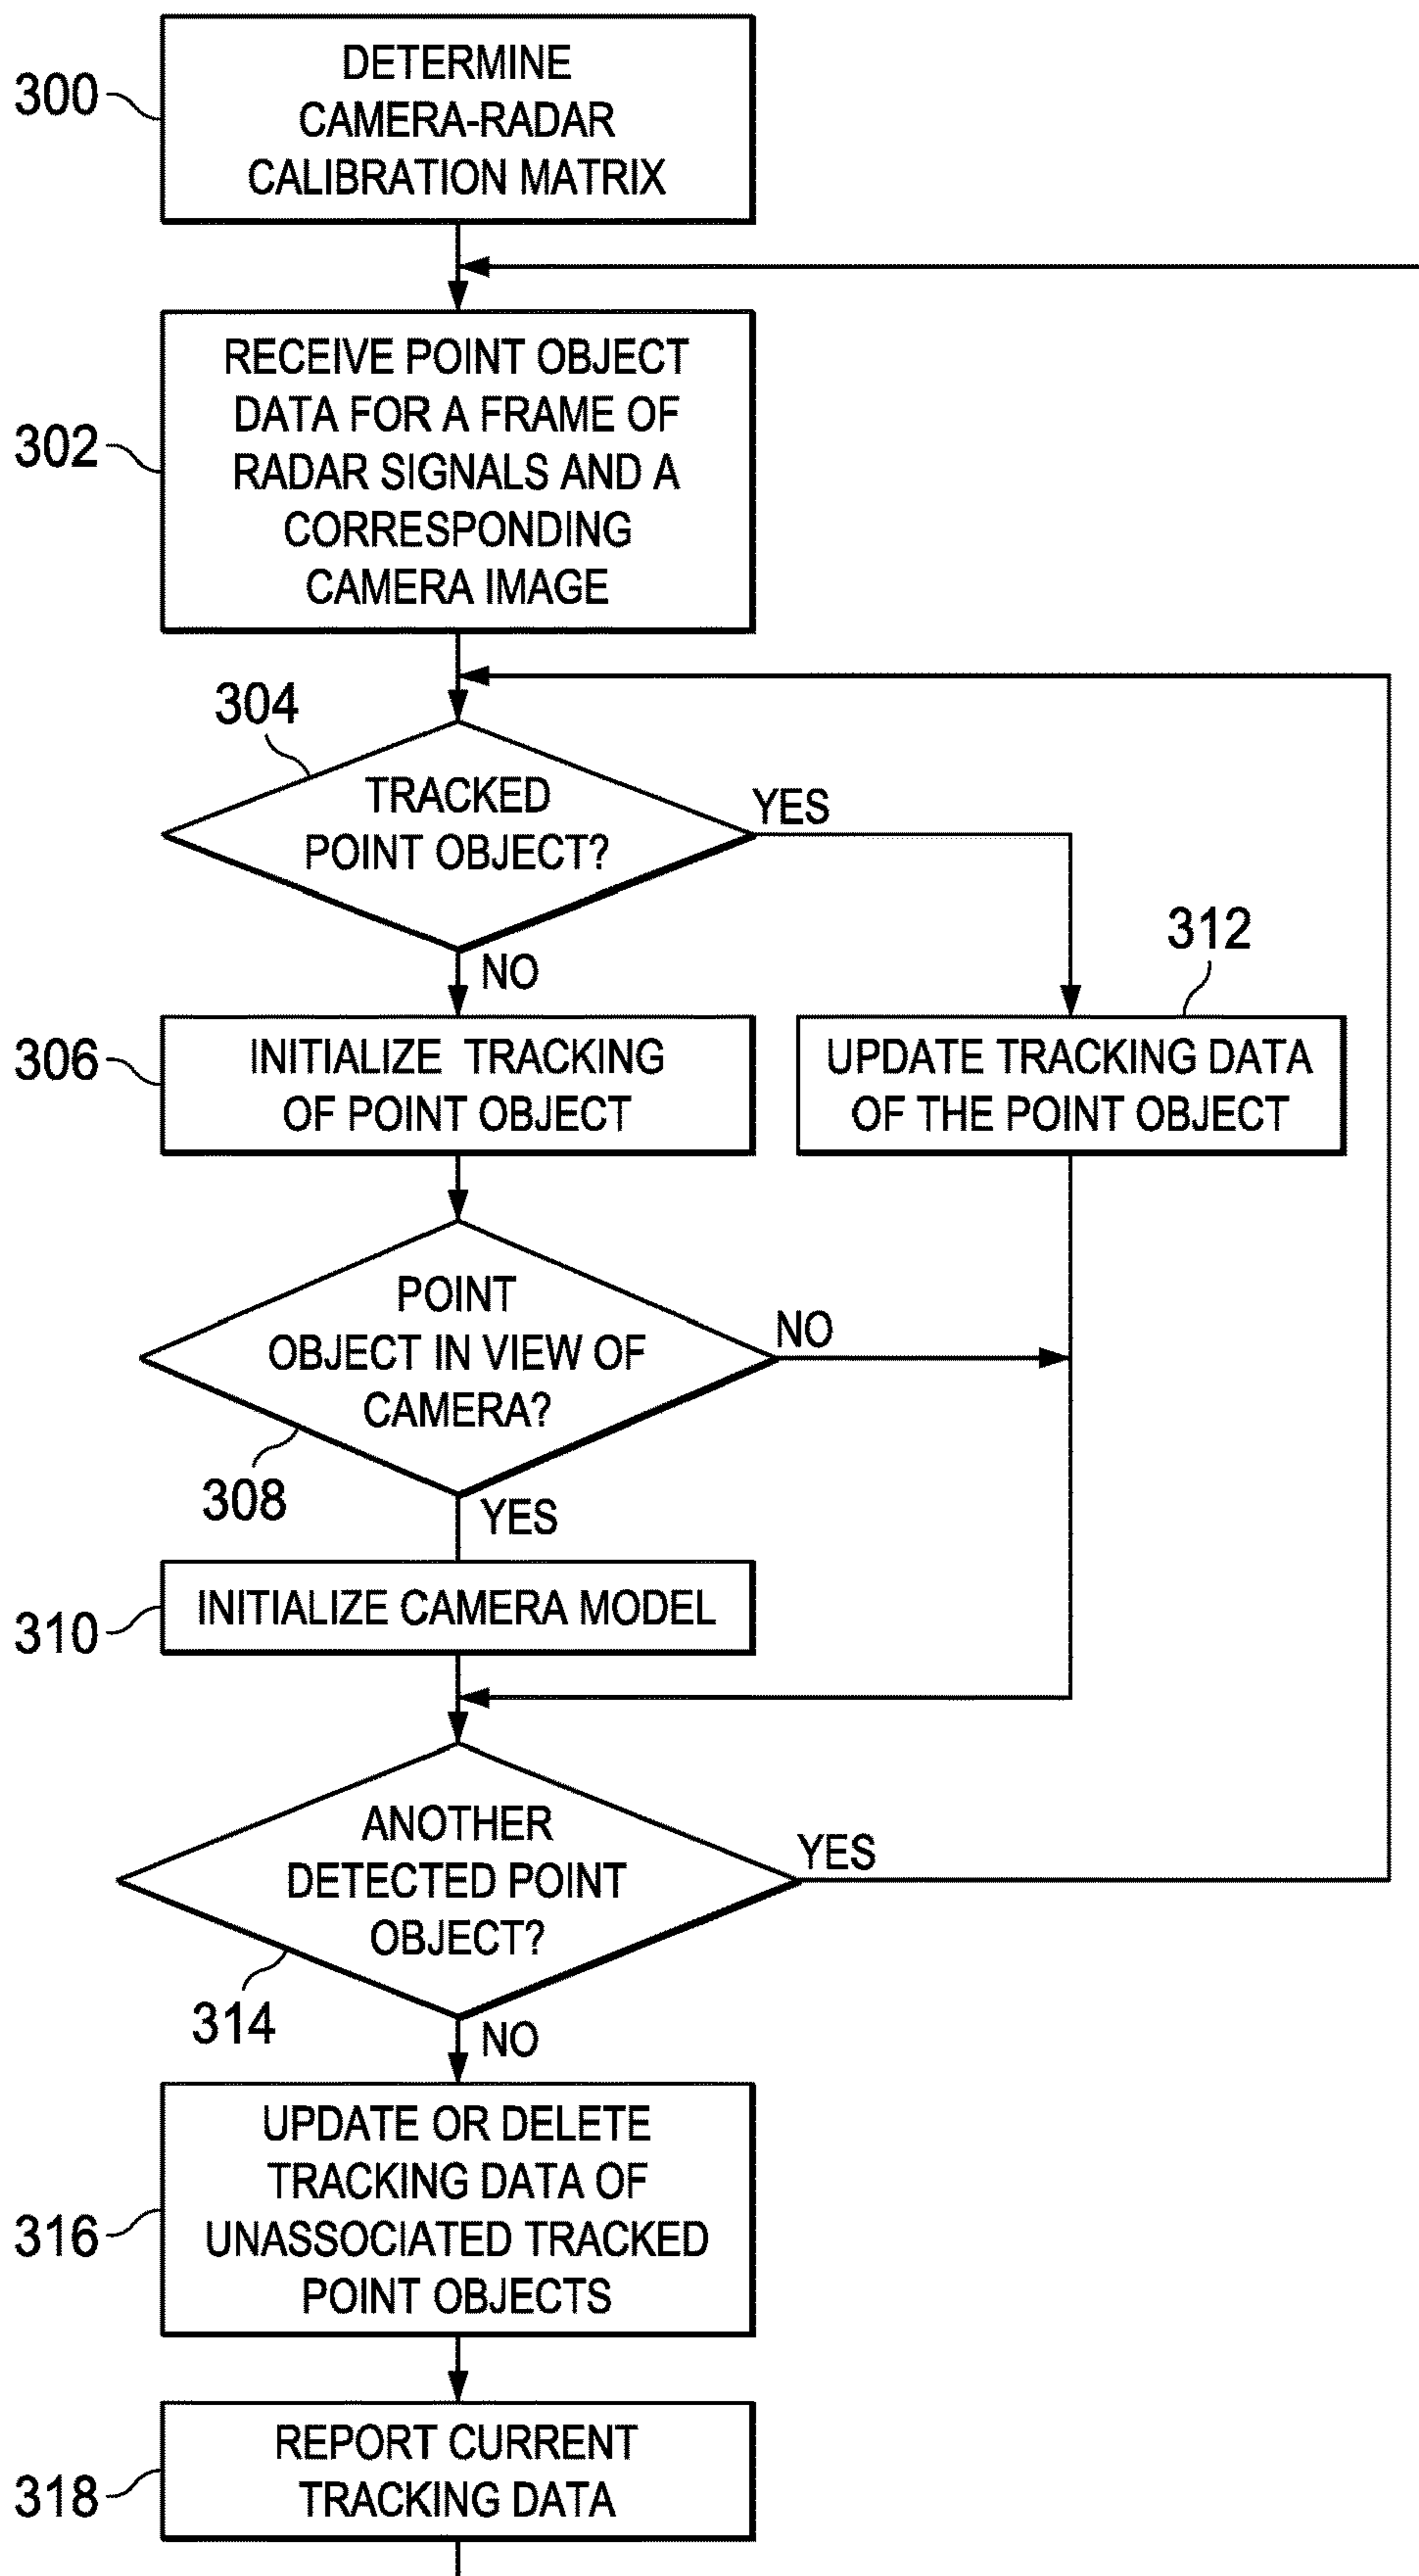 300
DETERMINE
CAMERA-RADAR
CALIBRATION MATRIX
302
RECEIVE POINT OBJECT
DATA FOR A FRAME OF
RADAR SIGNALS AND A
CORRESPONDING
CAMERA IMAGE
304
TRACKED
POINT OBJECT?
YES
NO
306
INITIALIZE TRACKING
OF POINT OBJECT
312
UPDATE TRACKING DATA
OF THE POINT OBJECT
POINT
OBJECT IN VIEW OF
CAMERA?
NO
308
YES
310
INITIALIZE CAMERA MODEL
ANOTHER
DETECTED POINT
OBJECT?
YES
314
NO
316
UPDATE OR DELETE
TRACKING DATA OF
UNASSOCIATED TRACKED
POINT OBJECTS
318
REPORT CURRENT
TRACKING DATA